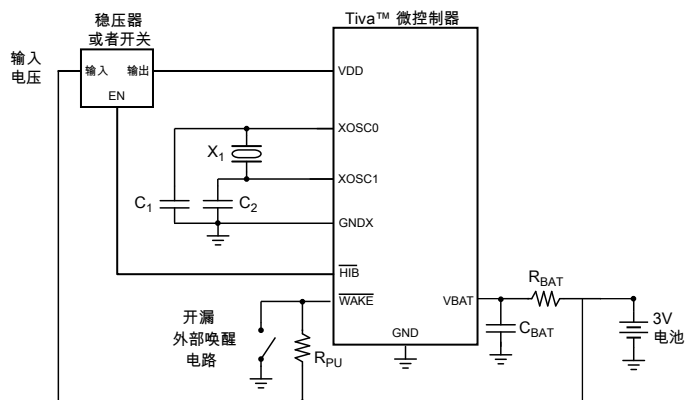 Tiva™ 微控制器
稳压器
或者开关
输入
电压
输入 输出
EN
VDD
XOSC0
X1
XOSC1
C1
C2
GNDX
HIB
WAKE
VBAT
RBAT
开漏
外部唤醒
电路
RPU
GND
CBAT
3V
电池